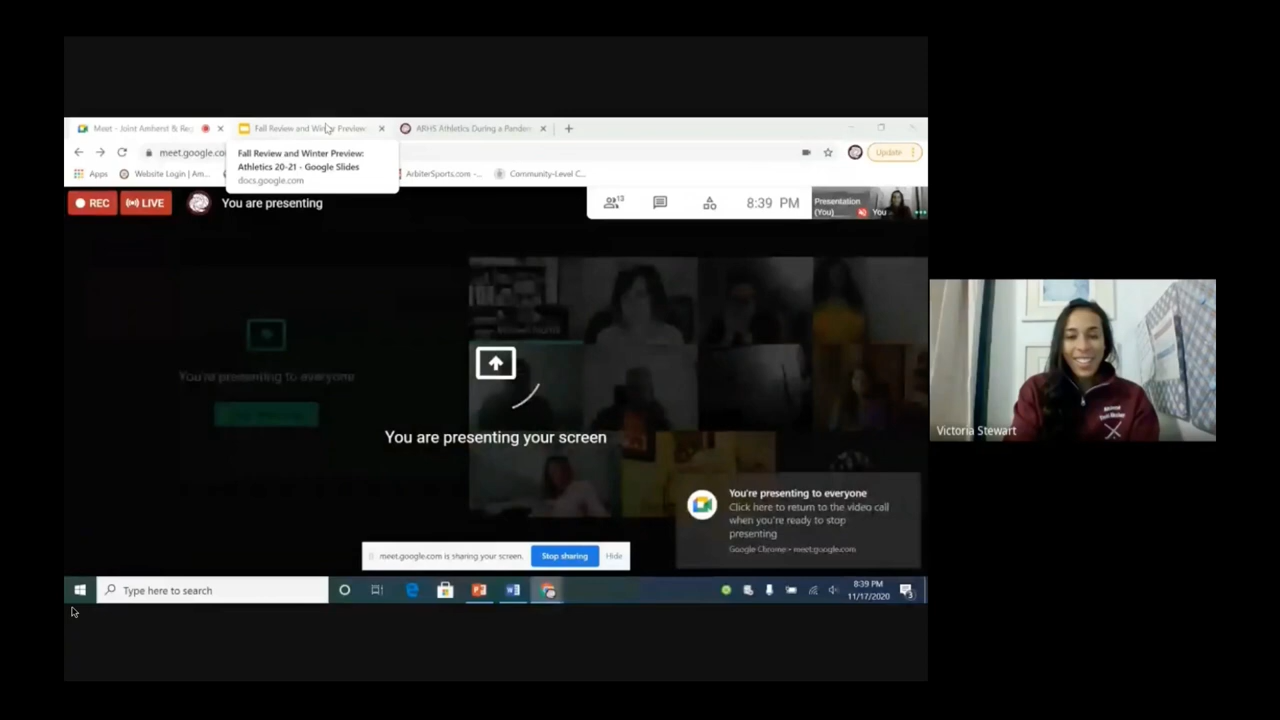 Meet - Joint Amherst & Reg
Fall Review and Winter Preview
ARHS Athletics During a Pandem
meet.google.co
Update
Fall Review and Winter Preview:
Athletics 20-21 - Google Slides
docs.google.com
Apps
Website Login | Am...
ArbiterSports.com -...
Community-Level C...
REC
LIVE
You are presenting
13
8:39 PM
Presentation
(You)
You
You're presenting to everyone
You are presenting your screen
Victoria Stewart
You're presenting to everyone
Click here to return to the video call
when you're ready to stop
presenting
Google Chrome • meet.google.com
meet.google.com is sharing your screen.
Stop sharing
Hide
Type here to search
8:39 PM
11/17/2020
3